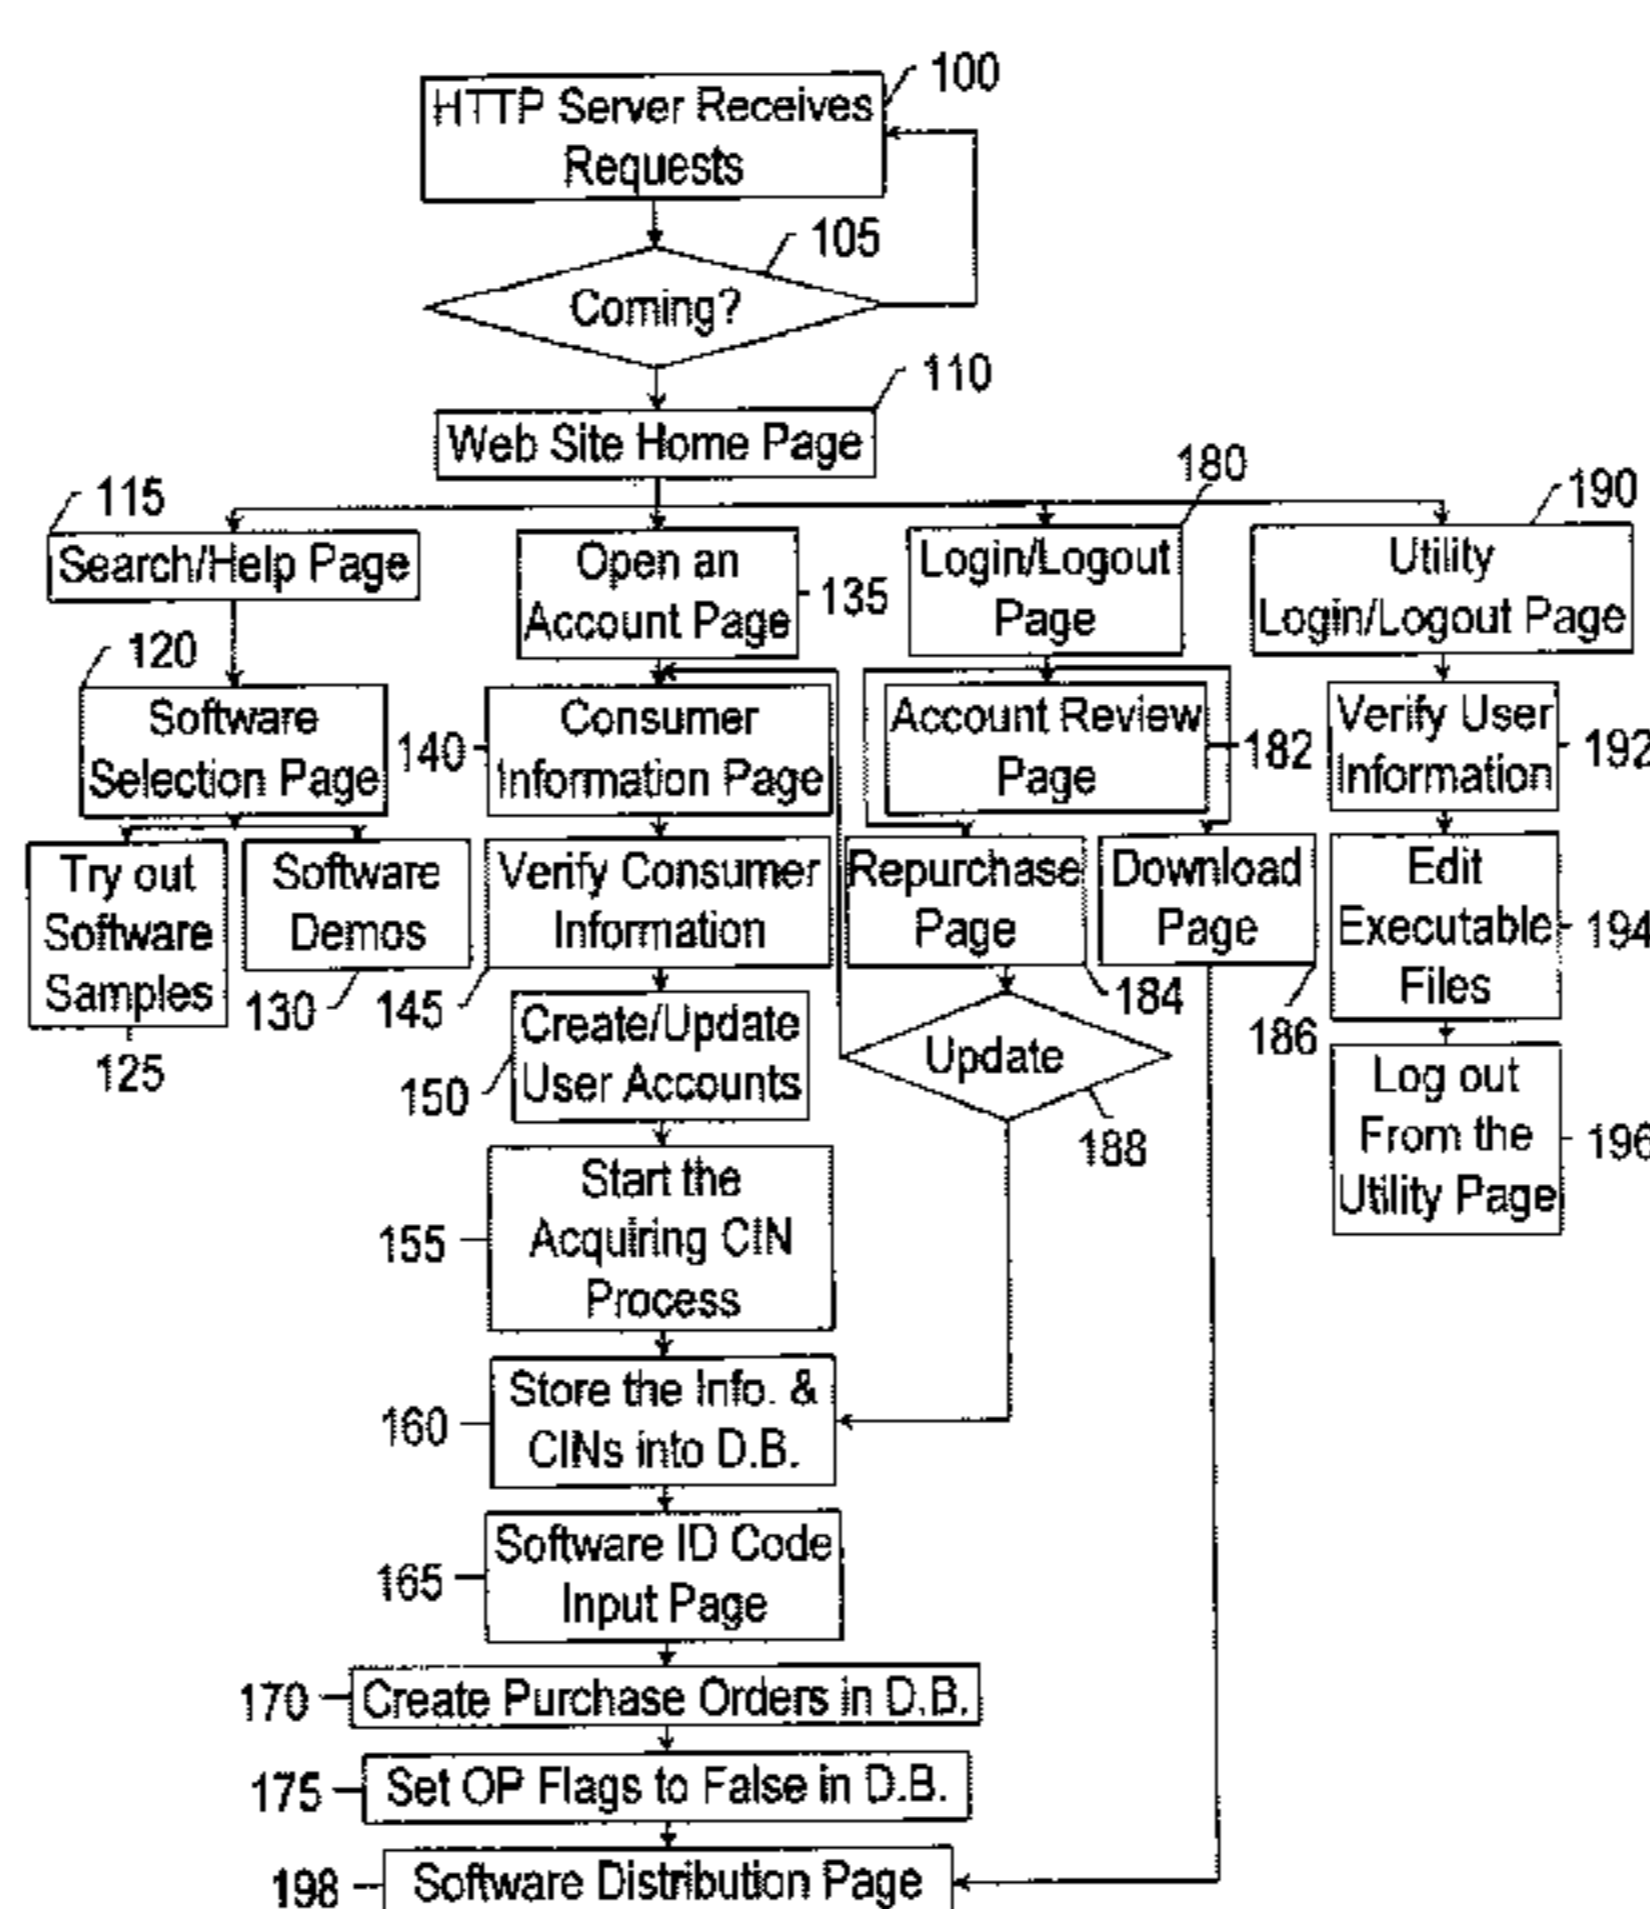 100
HTTP Server Receives
Requests
105
Coming?
110
Web Site Home Page
115
Search/Help Page
120
Software
Selection Page
Try out
Software
Samples
125
Software
Demos
130
Open an
Account Page
135
Consumer
Information Page
140
Verify Consumer
Information
145
Create/Update
User Accounts
150
Start the
Acquiring CIN
Process
155
Store the Info. &
CINs into D.B.
160
Software ID Code
Input Page
165
Create Purchase Orders in D.B.
170
Set OP Flags to False in D.B.
175
Software Distribution Page
198
180
Login/Logout
Page
Account Review
Page
182
Repurchase
Page
184
Download
Page
186
Update
188
190
Utility
Login/Logout Page
Verify User
Information
192
Edit
Executable
Files
194
Log out
From the
Utility Page
196